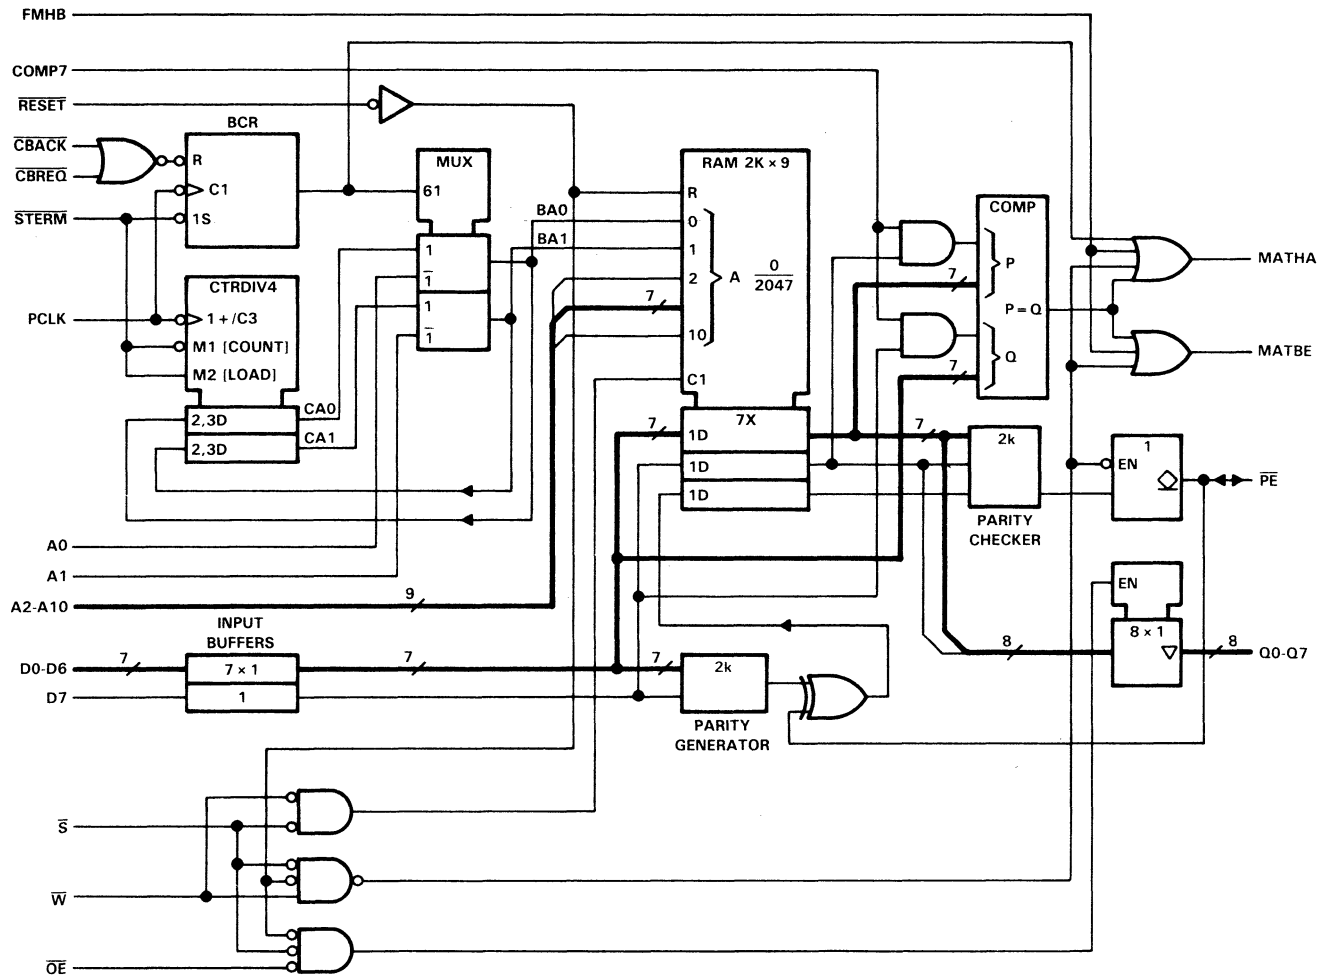 FMHB
COMP7
RESET
CBACK
CBREQ
STERM
PCLK
BCR
R
C1
1S
CTRDIV4
1 + /C3
M1 [COUNT]
M2 [LOAD]
2,3D
2,3D
CA0
CA1
MUX
61
1
1
1
1
BA0
BA1
7
RAM 2K × 9
R
0
1
2
10
A
0
2047
C1
7X
1D
1D
1D
7
7
COMP
P
Q
P = Q
7
7
MATHA
MATBE
2k
PARITY
CHECKER
1
EN
PE
EN
8 × 1
8
8
Q0-Q7
A0
A1
A2-A10
9
INPUT
BUFFERS
D0-D6
7
7 × 1
7
7
D7
1
2k
PARITY
GENERATOR
S
W
OE